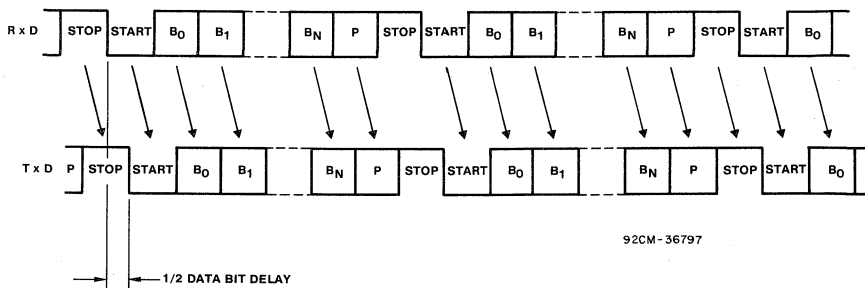 R x D STOP START B0 B1 BN P STOP START B0 B1 BN P STOP START B0
T x D P STOP START B0 B1 BN P STOP START B0 B1 BN P STOP START B0
92CM-36797
1/2 DATA BIT DELAY